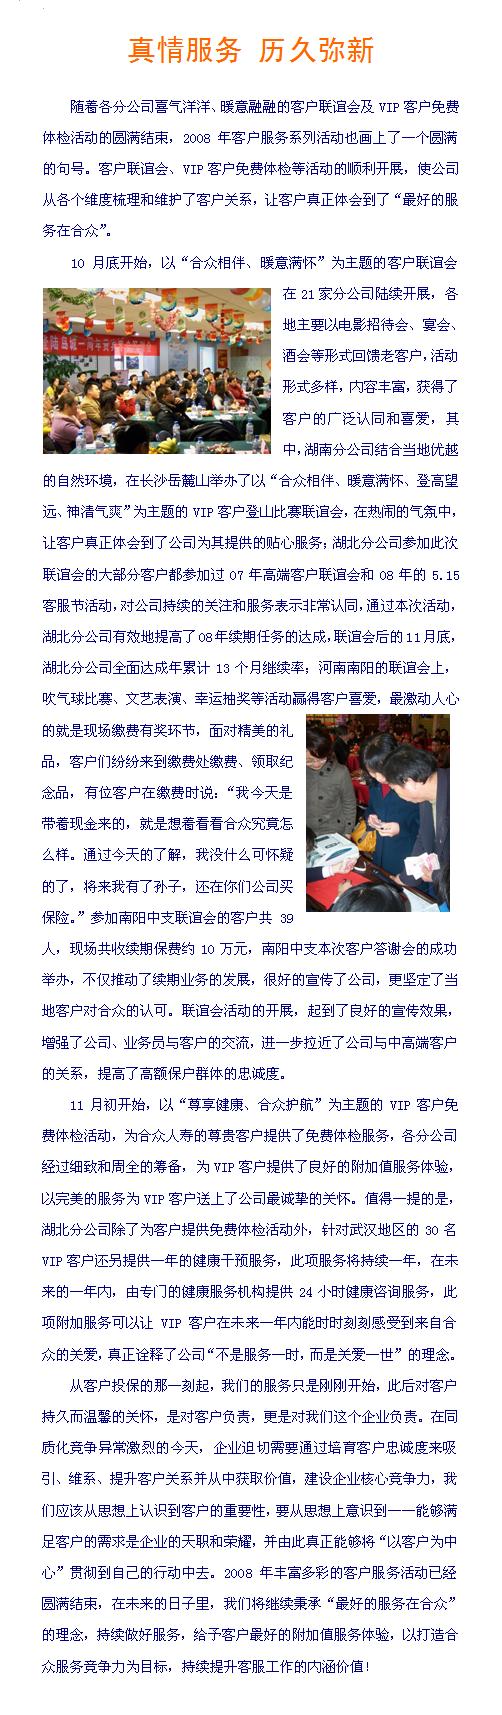 真情服务 历久弥新
随着各分公司喜气洋洋、暖意融融的客户联谊会及 VIP 客户免费
体检活动的圆满结束，2008 年客户服务系列活动也画上了一个圆满
的句号。客户联谊会、VIP 客户免费体检等活动的顺利开展，使公司
从各个维度梳理和维护了客户关系，让客户真正体会到了“最好的服
务在合众”。
10 月底开始，以“合众相伴、暖意满怀”为主题的客户联谊会
在 21 家分公司陆续开展，各
地主要以电影招待会、宴会、
酒会等形式回馈老客户，活动
形式多样，内容丰富，获得了
客户的广泛认同和喜爱，其
中，湖南分公司结合当地优越
的自然环境，在长沙岳麓山举办了以“合众相伴、暖意满怀、登高望
远、神清气爽”为主题的 VIP 客户登山比赛联谊会，在热闹的气氛中，
让客户真正体会到了公司为其提供的贴心服务；湖北分公司参加此次
联谊会的大部分客户都参加过 07 年高端客户联谊会和 08 年的 5.15
客服节活动，对公司持续的关注和服务表示非常认同，通过本次活动，
湖北分公司有效地提高了 08 年续期任务的达成，联谊会后的 11 月底，
湖北分公司全面达成年累计 13 个月继续率；河南南阳的联谊会上，
吹气球比赛、文艺表演、幸运抽奖等活动赢得客户喜爱，最激动人心
的就是现场缴费有奖环节，面对精美的礼
品，客户们纷纷来到缴费处缴费、领取纪
念品，有位客户在缴费时说：“我今天是
带着现金来的，就是想着看看合众究竟怎
么样。通过今天的了解，我没什么可怀疑
的了，将来我有了孙子，还在你们公司买
保险。”参加南阳中支联谊会的客户共 39
人，现场共收续期保费约 10 万元，南阳中支本次客户答谢会的成功
举办，不仅推动了续期业务的发展，很好的宣传了公司，更坚定了当
地客户对合众的认可。联谊会活动的开展，起到了良好的宣传效果，
增强了公司、业务员与客户的交流，进一步拉近了公司与中高端客户
的关系，提高了高额保户群体的忠诚度。
11 月初开始，以“尊享健康、合众护航”为主题的 VIP 客户免
费体检活动，为合众人寿的尊贵客户提供了免费体检服务，各分公司
经过细致和周全的筹备，为 VIP 客户提供了良好的附加值服务体验，
以完美的服务为 VIP 客户送上了公司最诚挚的关怀。值得一提的是，
湖北分公司除了为客户提供免费体检活动外，针对武汉地区的 30 名
VIP 客户还另提供一年的健康干预服务，此项服务将持续一年，在未
来的一年内，由专门的健康服务机构提供 24 小时健康咨询服务，此
项附加服务可以让 VIP 客户在未来一年内能时时刻刻感受到来自合
众的关爱，真正诠释了公司“不是服务一时，而是关爱一世”的理念。
从客户投保的那一刻起，我们的服务只是刚刚开始，此后对客户
持久而温馨的关怀，是对客户负责，更是对我们这个企业负责。在同
质化竞争异常激烈的今天，企业迫切需要通过培育客户忠诚度来吸
引、维系、提升客户关系并从中获取价值，建设企业核心竞争力，我
们应该从思想上认识到客户的重要性，要从思想上意识到——能够满
足客户的需求是企业的天职和荣耀，并由此真正能够将“以客户为中
心”贯彻到自己的行动中去。2008 年丰富多彩的客户服务活动已经
圆满结束，在未来的日子里，我们将继续秉承“最好的服务在合众”
的理念，持续做好服务，给予客户最好的附加值服务体验，以打造合
众服务竞争力为目标，持续提升客服工作的内涵价值！